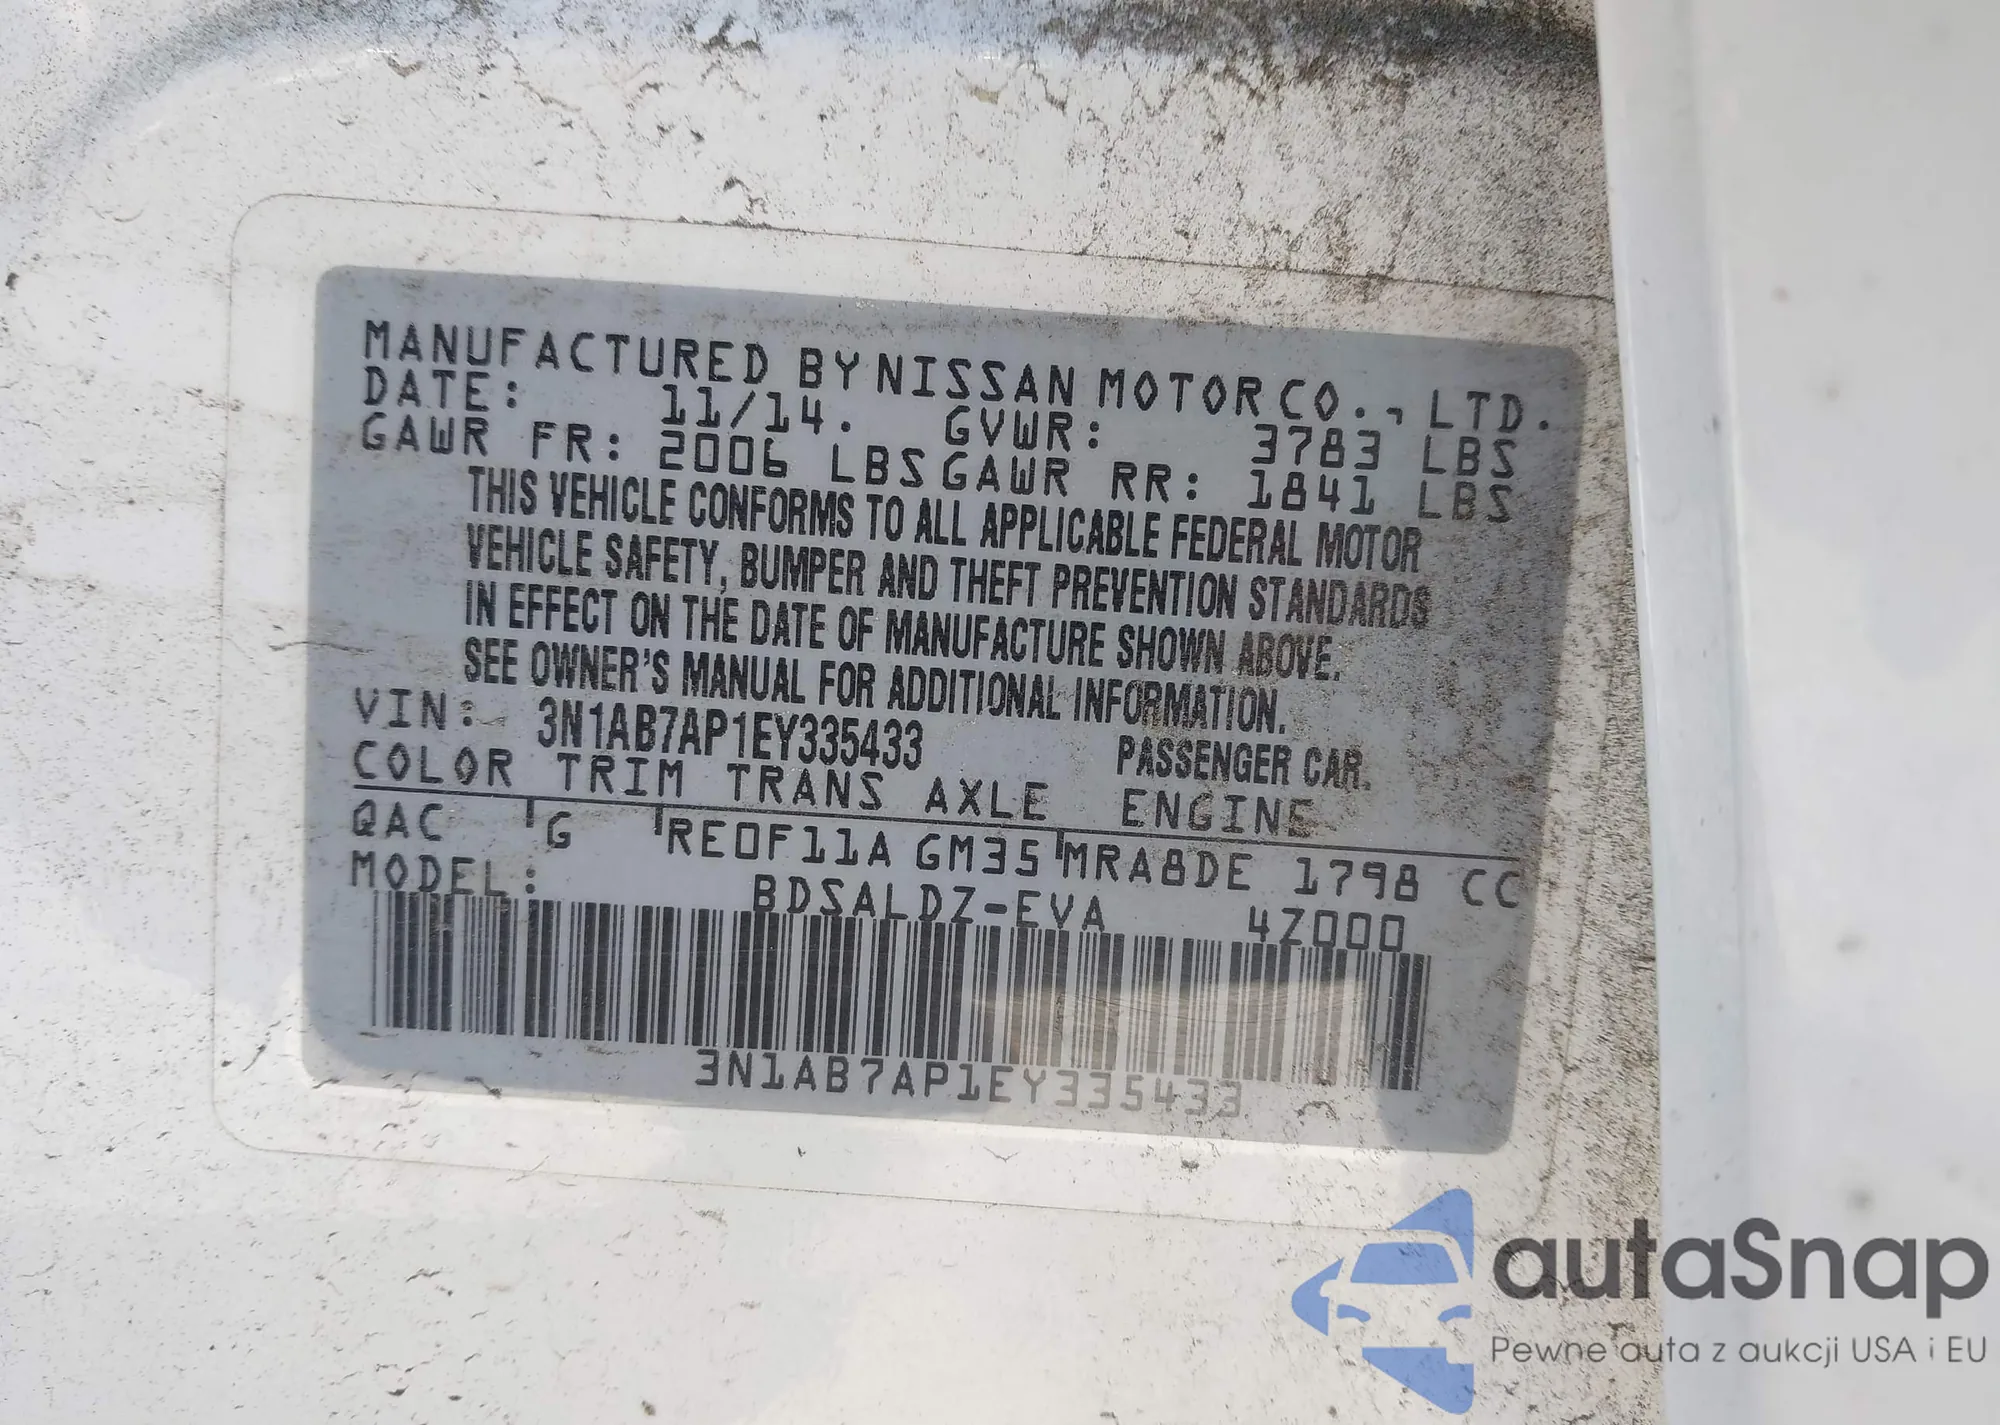 MANUFACTURED BY NISSAN MOTOR CO., LTD.
DATE: 11/14. GVWR: 3783 LBS
GAWR FR: 2006 LBS GAWR RR: 1841 LBS
THIS VEHICLE CONFORMS TO ALL APPLICABLE FEDERAL MOTOR
VEHICLE SAFETY, BUMPER AND THEFT PREVENTION STANDARDS
IN EFFECT ON THE DATE OF MANUFACTURE SHOWN ABOVE.
SEE OWNER'S MANUAL FOR ADDITIONAL INFORMATION.
VIN: 3N1AB7AP1EY335433 PASSENGER CAR.
COLOR TRIM TRANS AXLE ENGINE
QAC G RE0F11A GM35 MRA8DE 1798 CC
MODEL: BDSALDZ-EVA 4Z000
3N1AB7AP1EY335433
autaSnap
Pewne auta z aukcji USA i EU